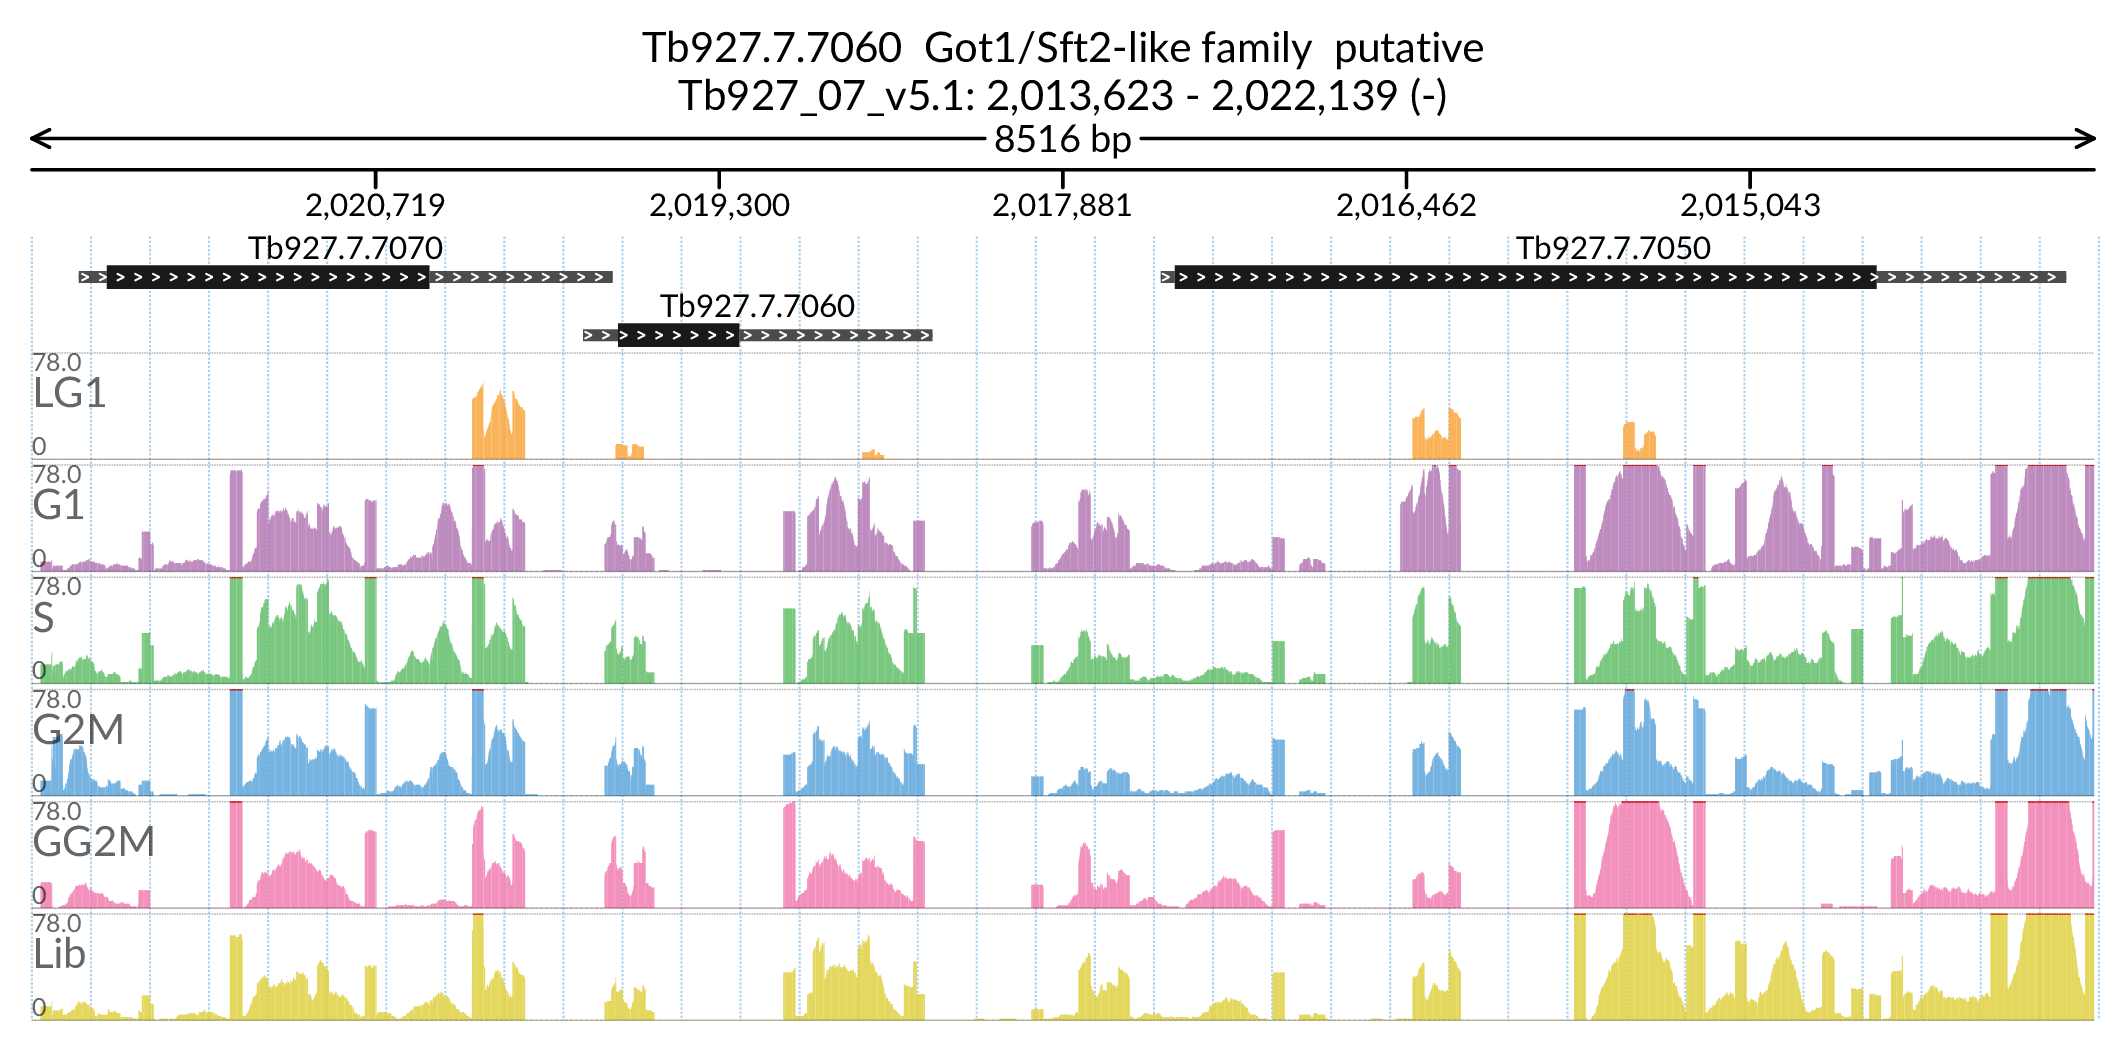 Tb927.7.7060 Got1/Sft2-like family putative
Tb927_07_v5.1: 2,013,623 - 2,022,139 (-)
8516 bp
2,020,719 2,019,300 2,017,881 2,016,462 2,015,043
Tb927.7.7070 Tb927.7.7050
Tb927.7.7060
78.0
LG1
0
78.0
G1
0
78.0
S
0
78.0
G2M
0
78.0
GG2M
0
78.0
Lib
0